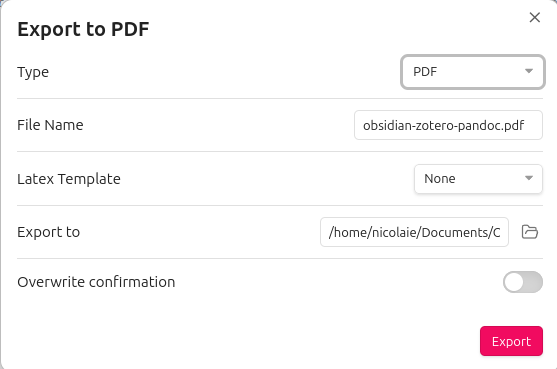 Export to PDF
Type
PDF
File Name
obsidian-zotero-pandoc.pdf
Latex Template
None
Export to
/home/nicolaie/Documents/C
Overwrite confirmation
Export